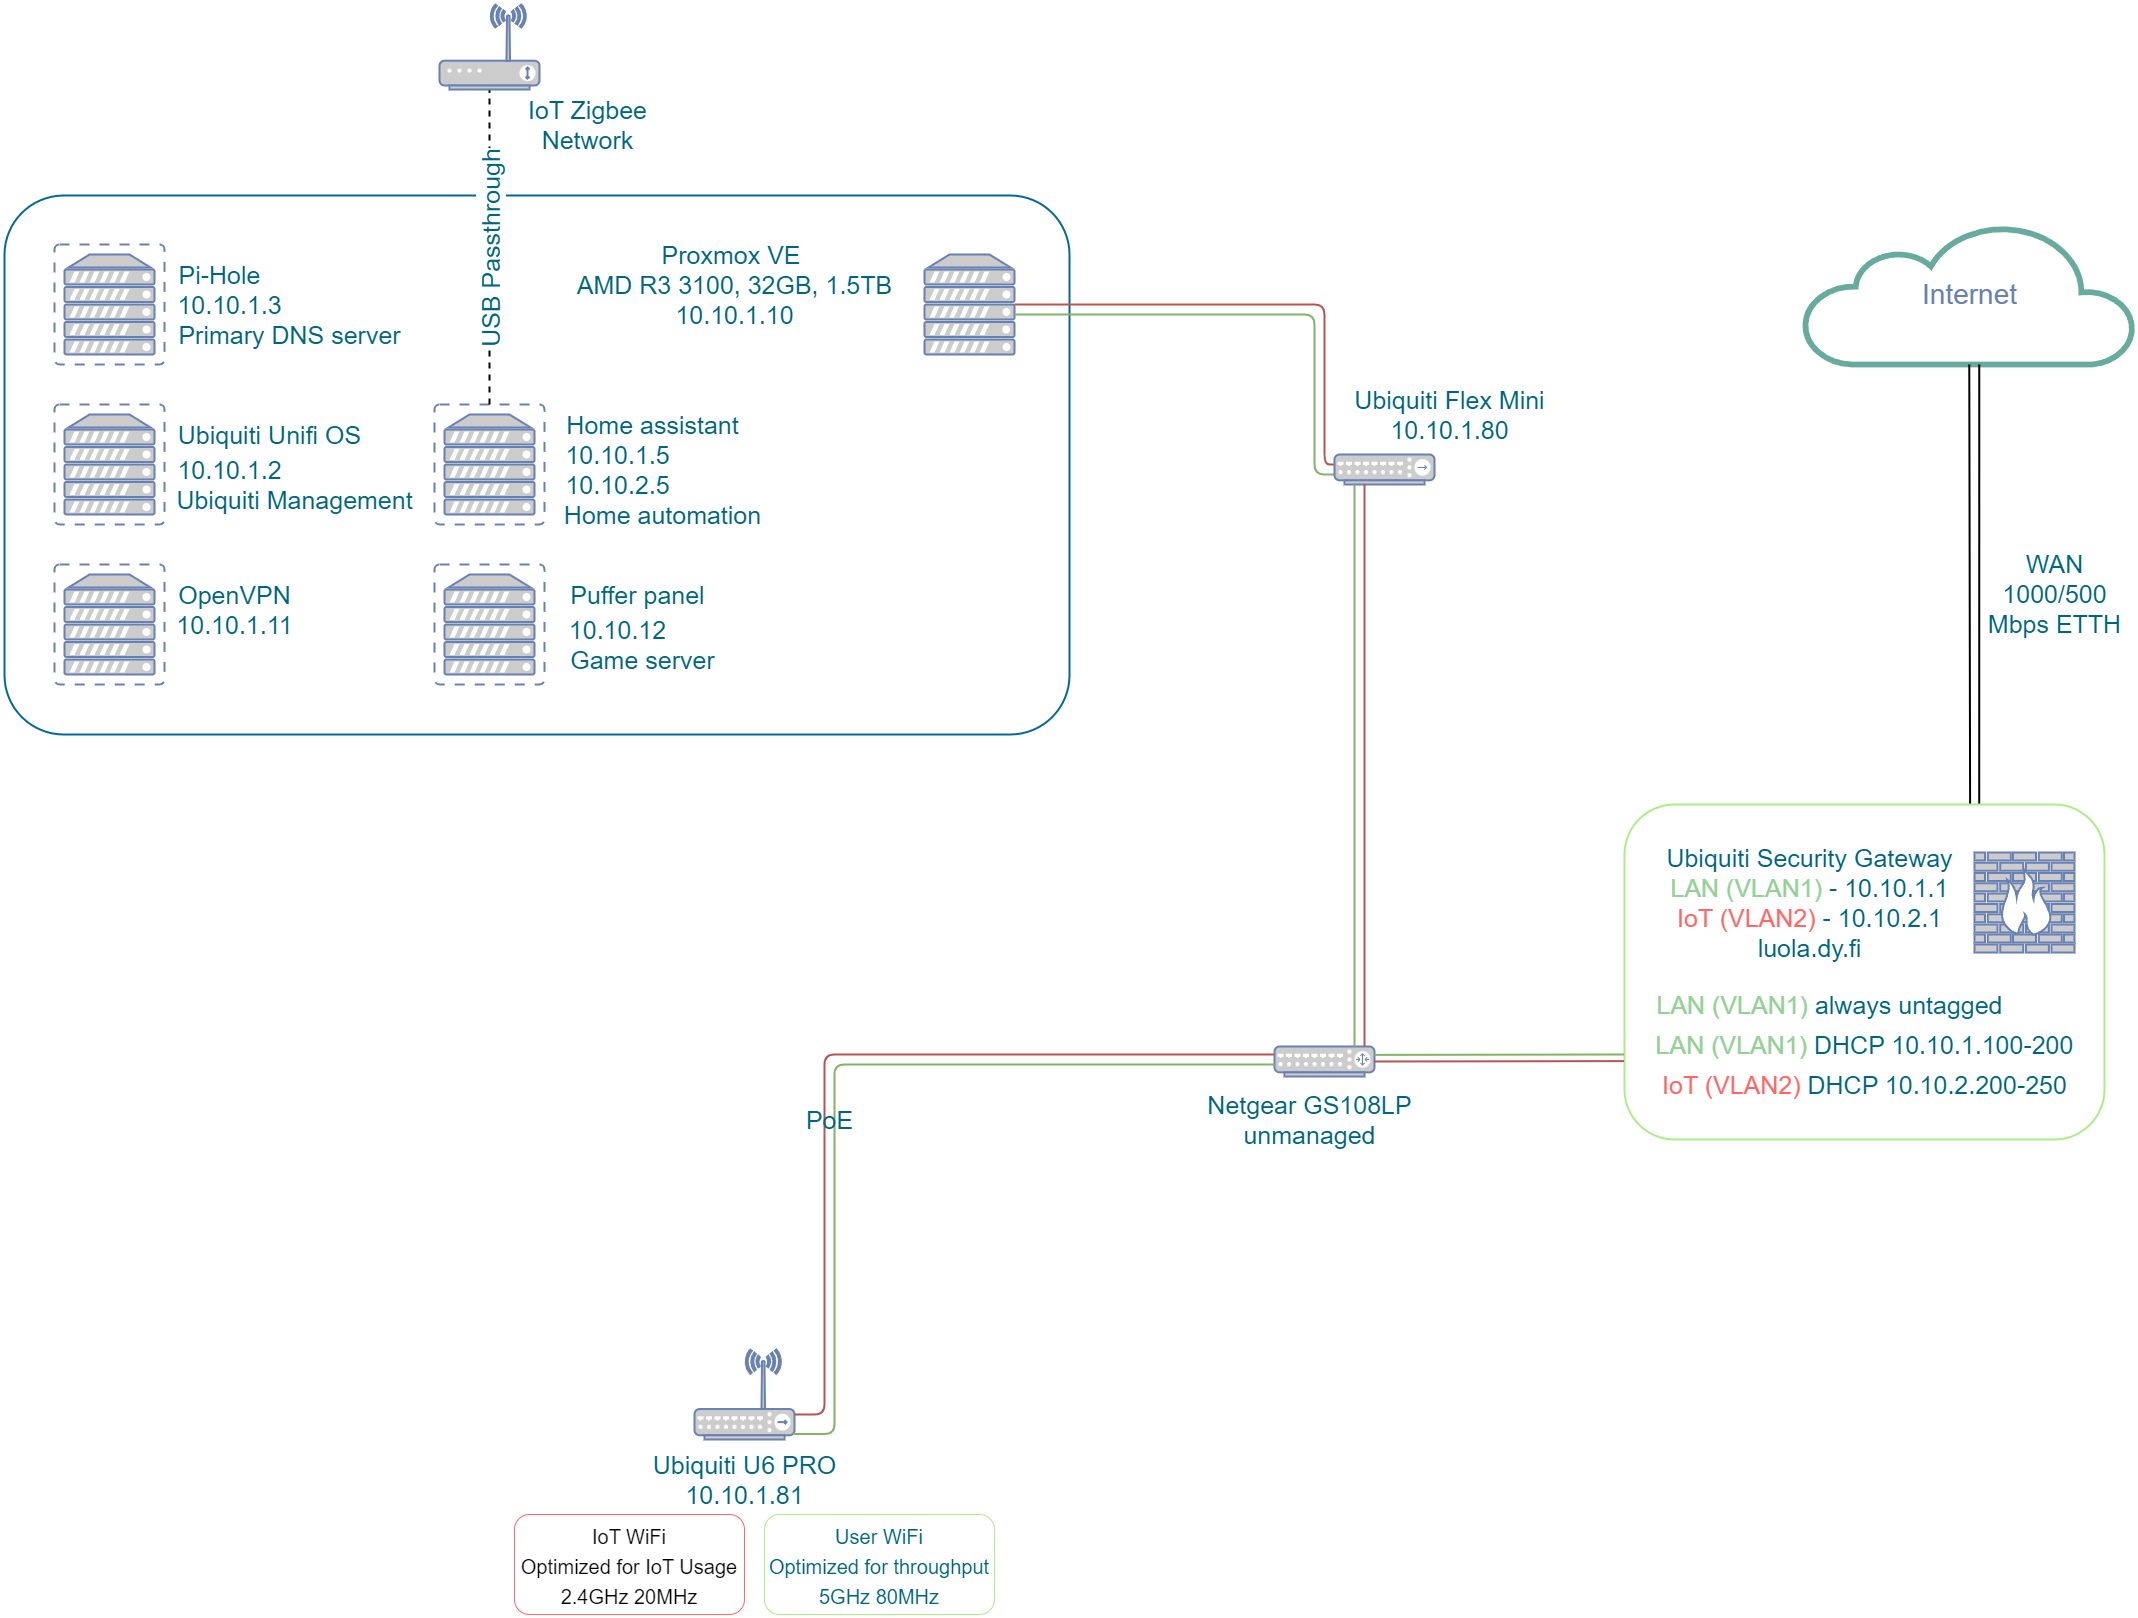 IoT Zigbee
Network
USB Passthrough
Pi-Hole
10.10.1.3
Primary DNS server
Proxmox VE
AMD R3 3100, 32GB, 1.5TB
10.10.1.10
Ubiquiti Unifi OS
10.10.1.2
Ubiquiti Management
Home assistant
10.10.1.5
10.10.2.5
Home automation
OpenVPN
10.10.1.11
Puffer panel
10.10.12
Game server
Ubiquiti Flex Mini
10.10.1.80
Internet
WAN
1000/500
Mbps ETTH
Ubiquiti Security Gateway
LAN (VLAN1) - 10.10.1.1
IoT (VLAN2) - 10.10.2.1
luola.dy.fi
LAN (VLAN1) always untagged
LAN (VLAN1) DHCP 10.10.1.100-200
IoT (VLAN2) DHCP 10.10.2.200-250
Netgear GS108LP
unmanaged
PoE
Ubiquiti U6 PRO
10.10.1.81
IoT WiFi
Optimized for IoT Usage
2.4GHz 20MHz
User WiFi
Optimized for throughput
5GHz 80MHz